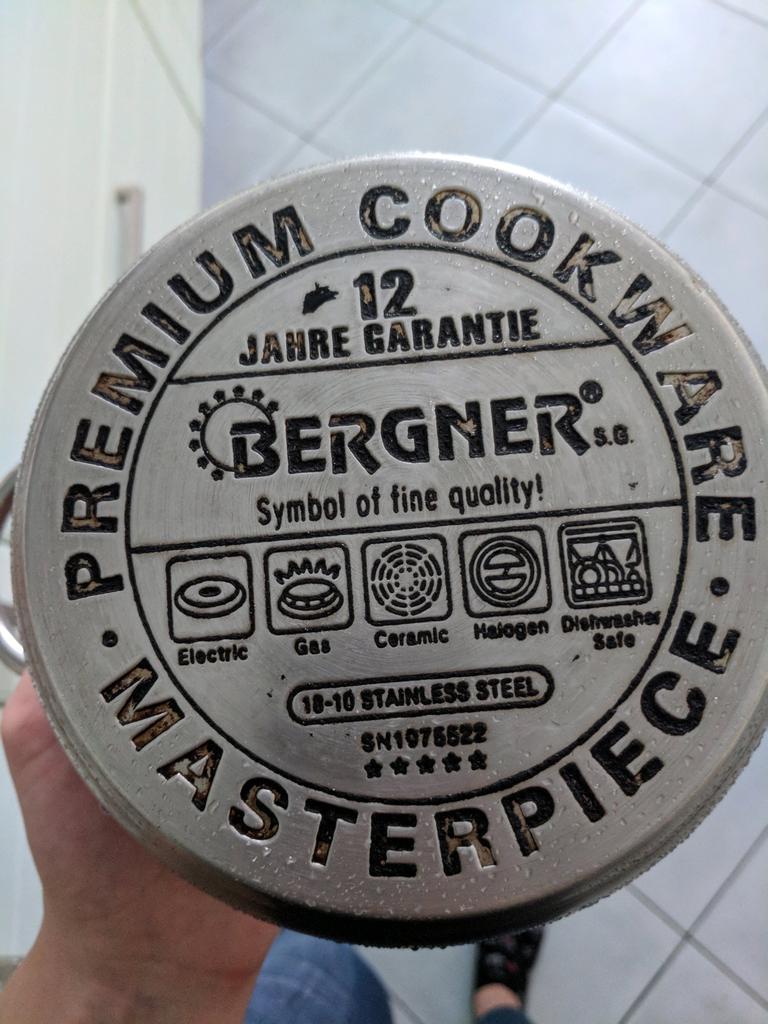 PREMIUM COOKWARE
12
JAHRE GARANTIE
BERGNER® S.G.
Symbol of fine quality!
Electric
Gas
Ceramic
Halogen
Dishwasher
Safe
18-10 STAINLESS STEEL
SN1976522
• MASTERPIECE •